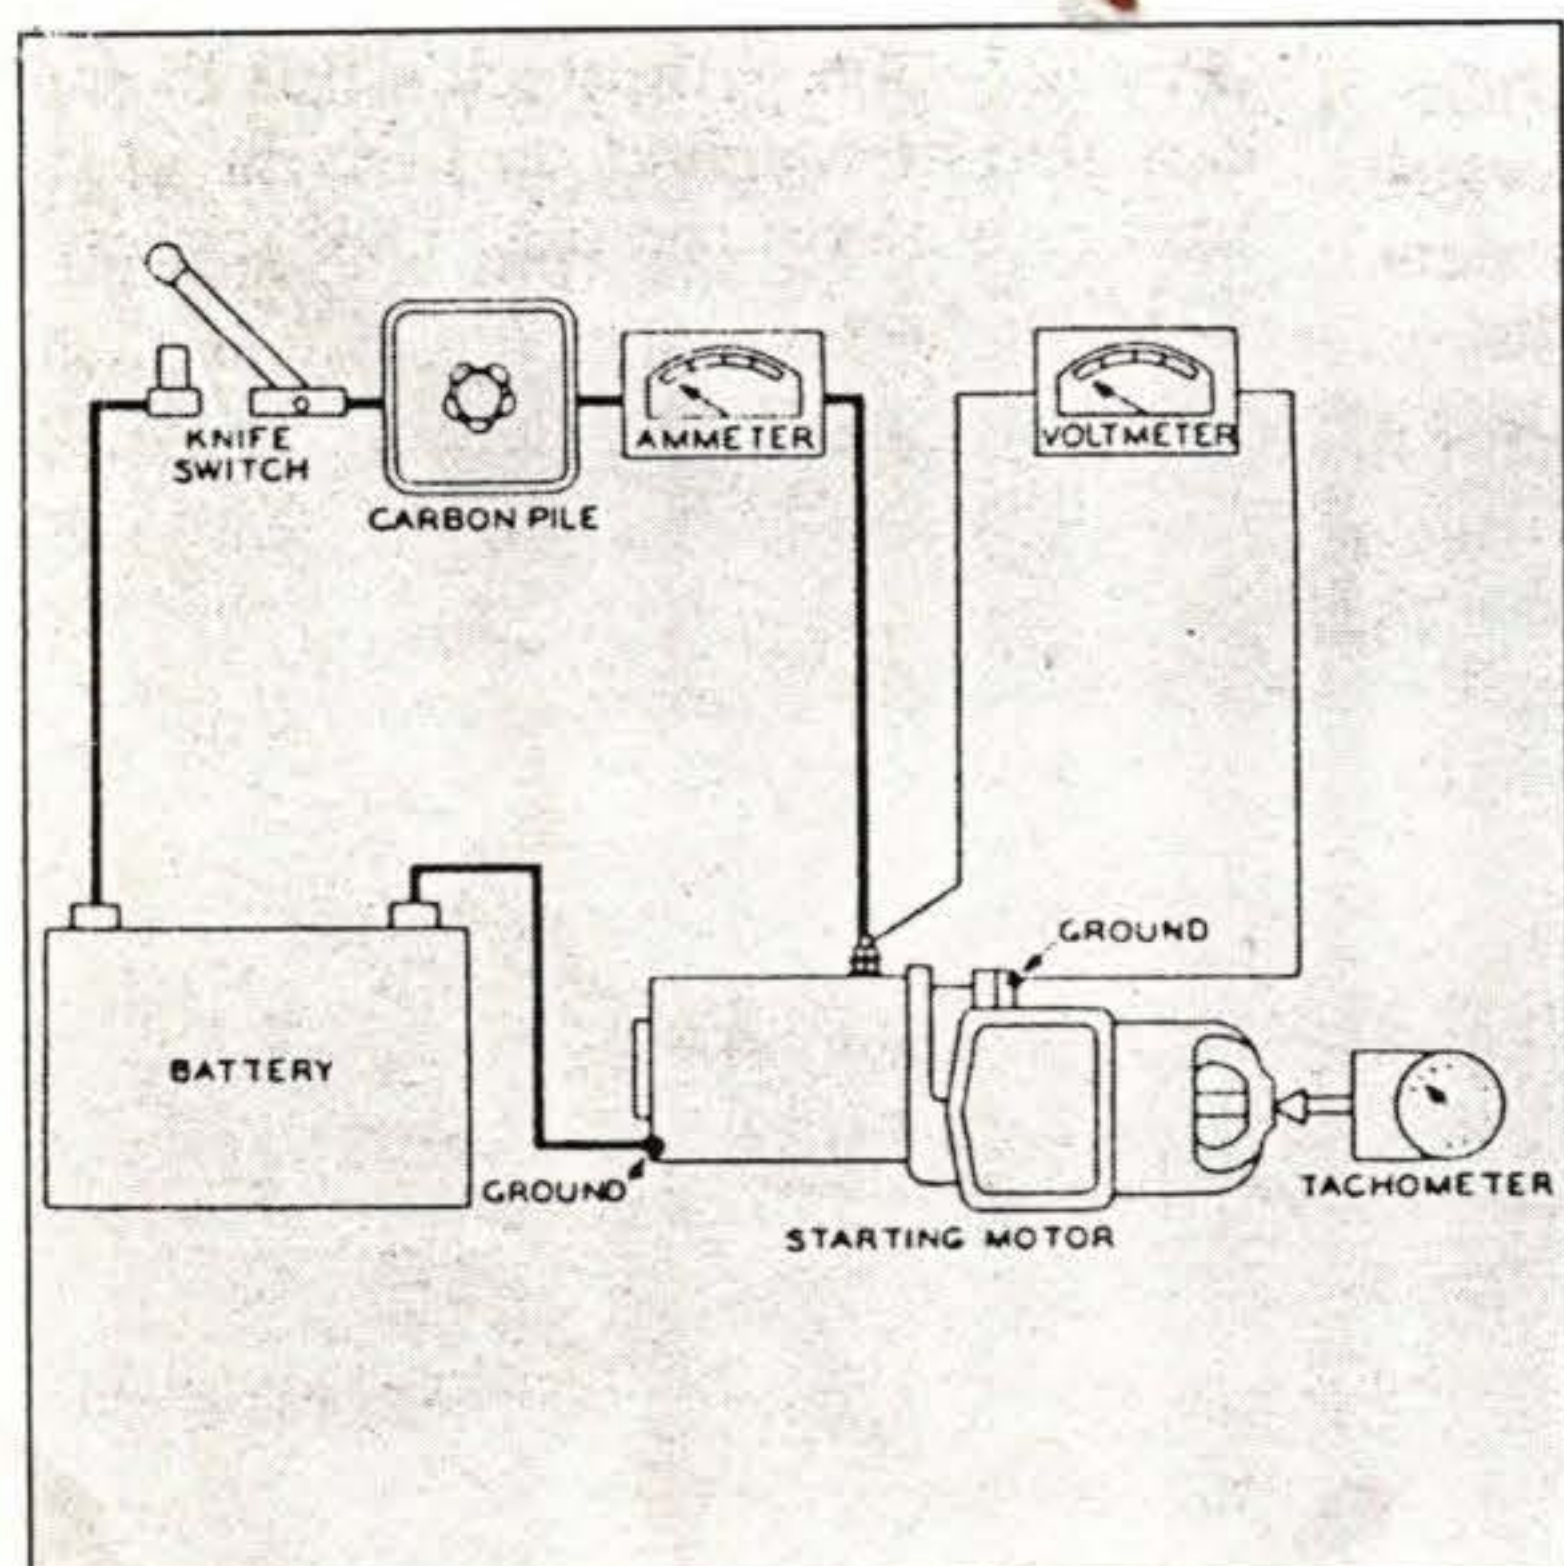 KNIFE
SWITCH
CARBON PILE
AMMETER
VOLTMETER
GROUND
BATTERY
GROUND
STARTING MOTOR
TACHOMETER